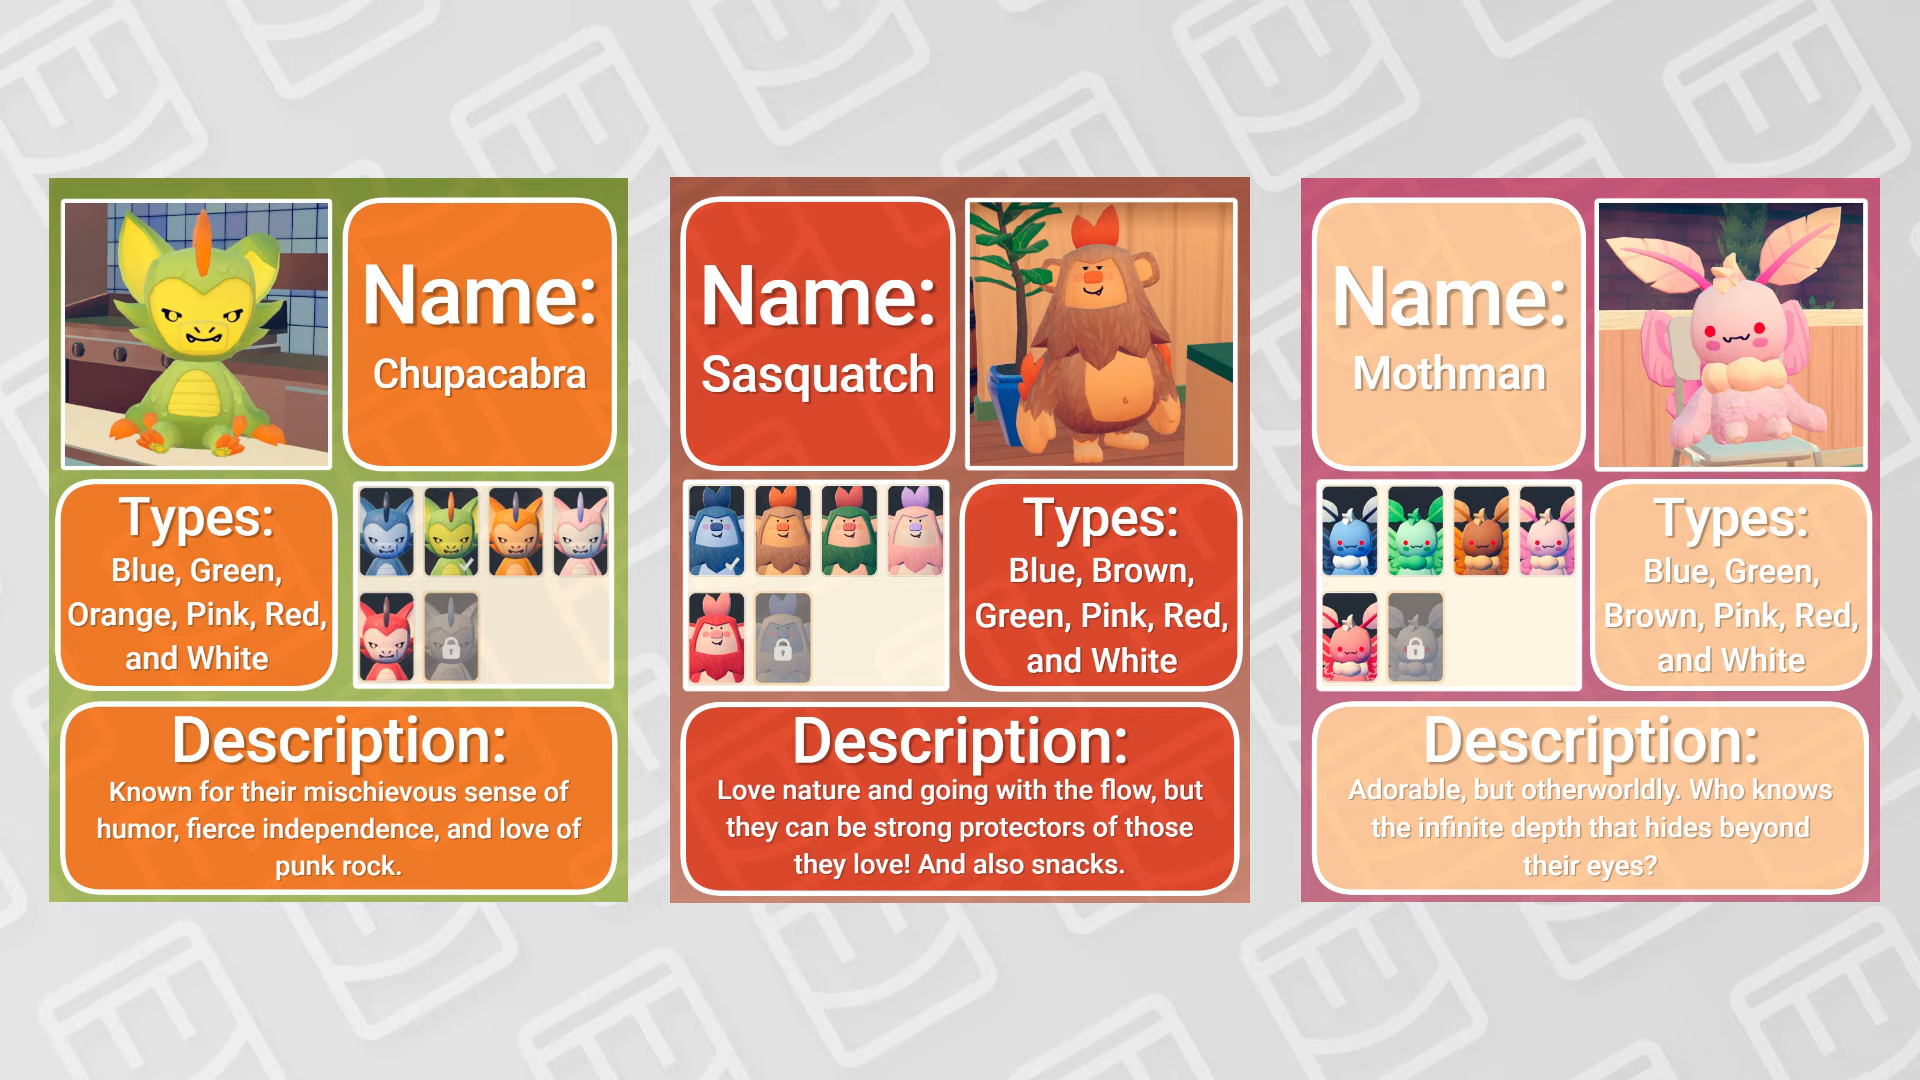 Name:
Chupacabra
Types:
Blue, Green,
Orange, Pink, Red,
and White
Description:
Known for their mischievous sense of
humor, fierce independence, and love of
punk rock.
Name:
Sasquatch
Types:
Blue, Brown,
Green, Pink, Red,
and White
Description:
Love nature and going with the flow, but
they can be strong protectors of those
they love! And also snacks.
Name:
Mothman
Types:
Blue, Green,
Brown, Pink, Red,
and White
Description:
Adorable, but otherworldly. Who knows
the infinite depth that hides beyond
their eyes?